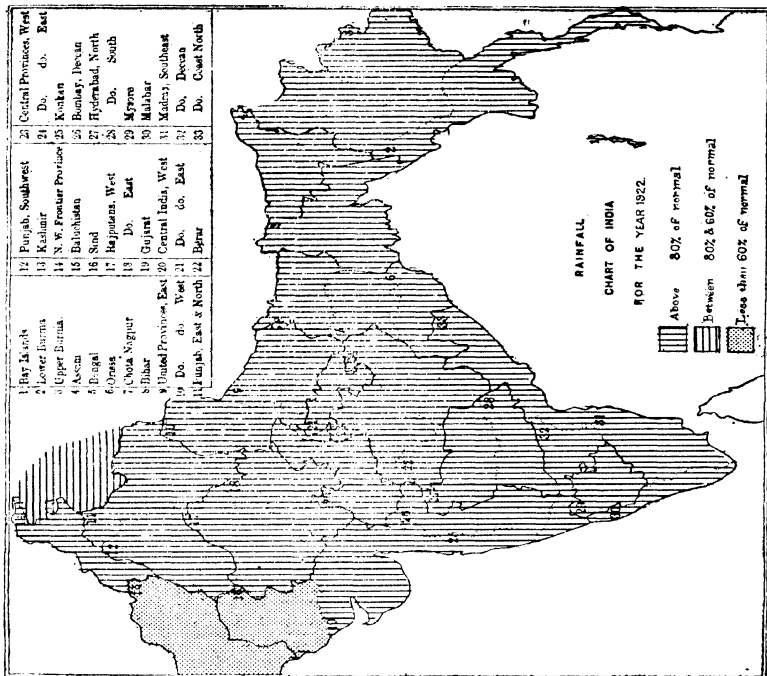 1 Bay Islands 12 Punjab, Southwest 23 Central Provinces, West
2 Lower Burma 13 Kashmir 24 Do. do. East
3 Upper Burma 14 N. W. Frontier Province 25 Konkan
4 Assam 15 Baluchistan 26 Bombay, Deccan
5 Bengal 16 Sind 27 Hyderabad, North
6 Orissa 17 Rajputana, West 28 Do. South
7 Chota Nagpur 18 Do. East 29 Mysore
8 Bihar 19 Gujarat 30 Malabar
9 United Provinces, East 20 Central India, West 31 Madras, Southeast
10 Do. do. West 21 Do. do. East 32 Do. Deccan
11 Punjab, East & North 22 Berar 33 Do. Coast North
RAINFALL
CHART OF INDIA
FOR THE YEAR 1922.
Above 80% of normal
Between 80% & 60% of normal
Less than 60% of normal